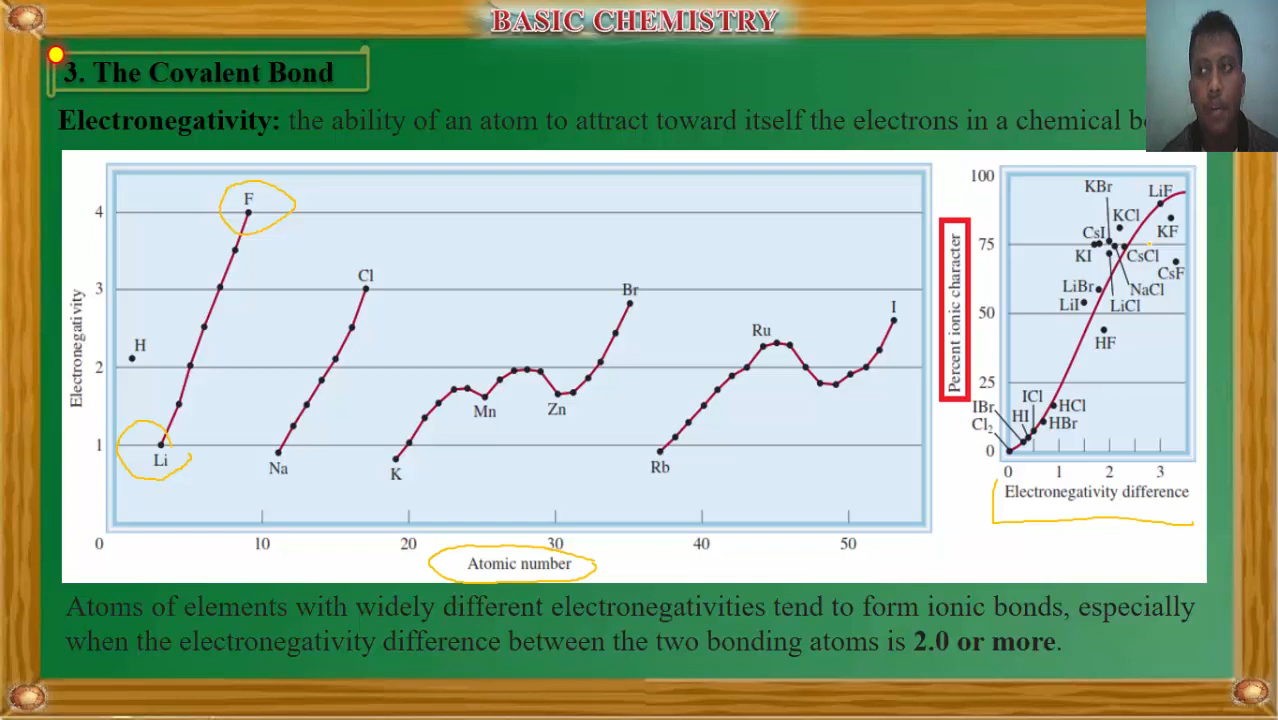 BASIC CHEMISTRY
3. The Covalent Bond
Electronegativity: the ability of an atom to attract toward itself the electrons in a chemical
Electronegativity
4
3
2
1
0
10
20
30
40
50
Atomic number
H
Li
F
Na
Cl
K
Mn
Zn
Br
Rb
Ru
I
Percent ionic character
100
75
50
25
0
0
1
2
3
Electronegativity difference
KBr
LiF
KCl
CsI
KF
KI
CsCl
CsF
LiBr
NaCl
LiI
LiCl
HF
ICl
IBr
HCl
HI
Cl₂
HBr
Atoms of elements with widely different electronegativities tend to form ionic bonds, especially
when the electronegativity difference between the two bonding atoms is 2.0 or more.